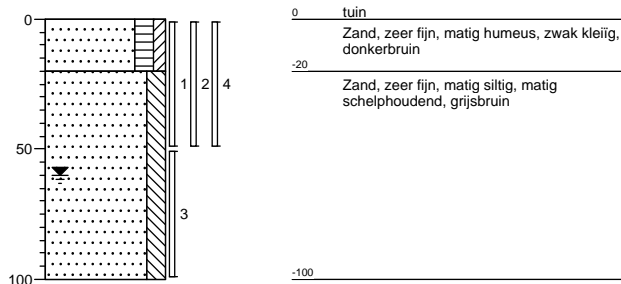 0
50
100
1
2
4
3
0 tuin
Zand, zeer fijn, matig humeus, zwak kleiïg,
donkerbruin
-20
Zand, zeer fijn, matig siltig, matig
schelphoudend, grijsbruin
-100